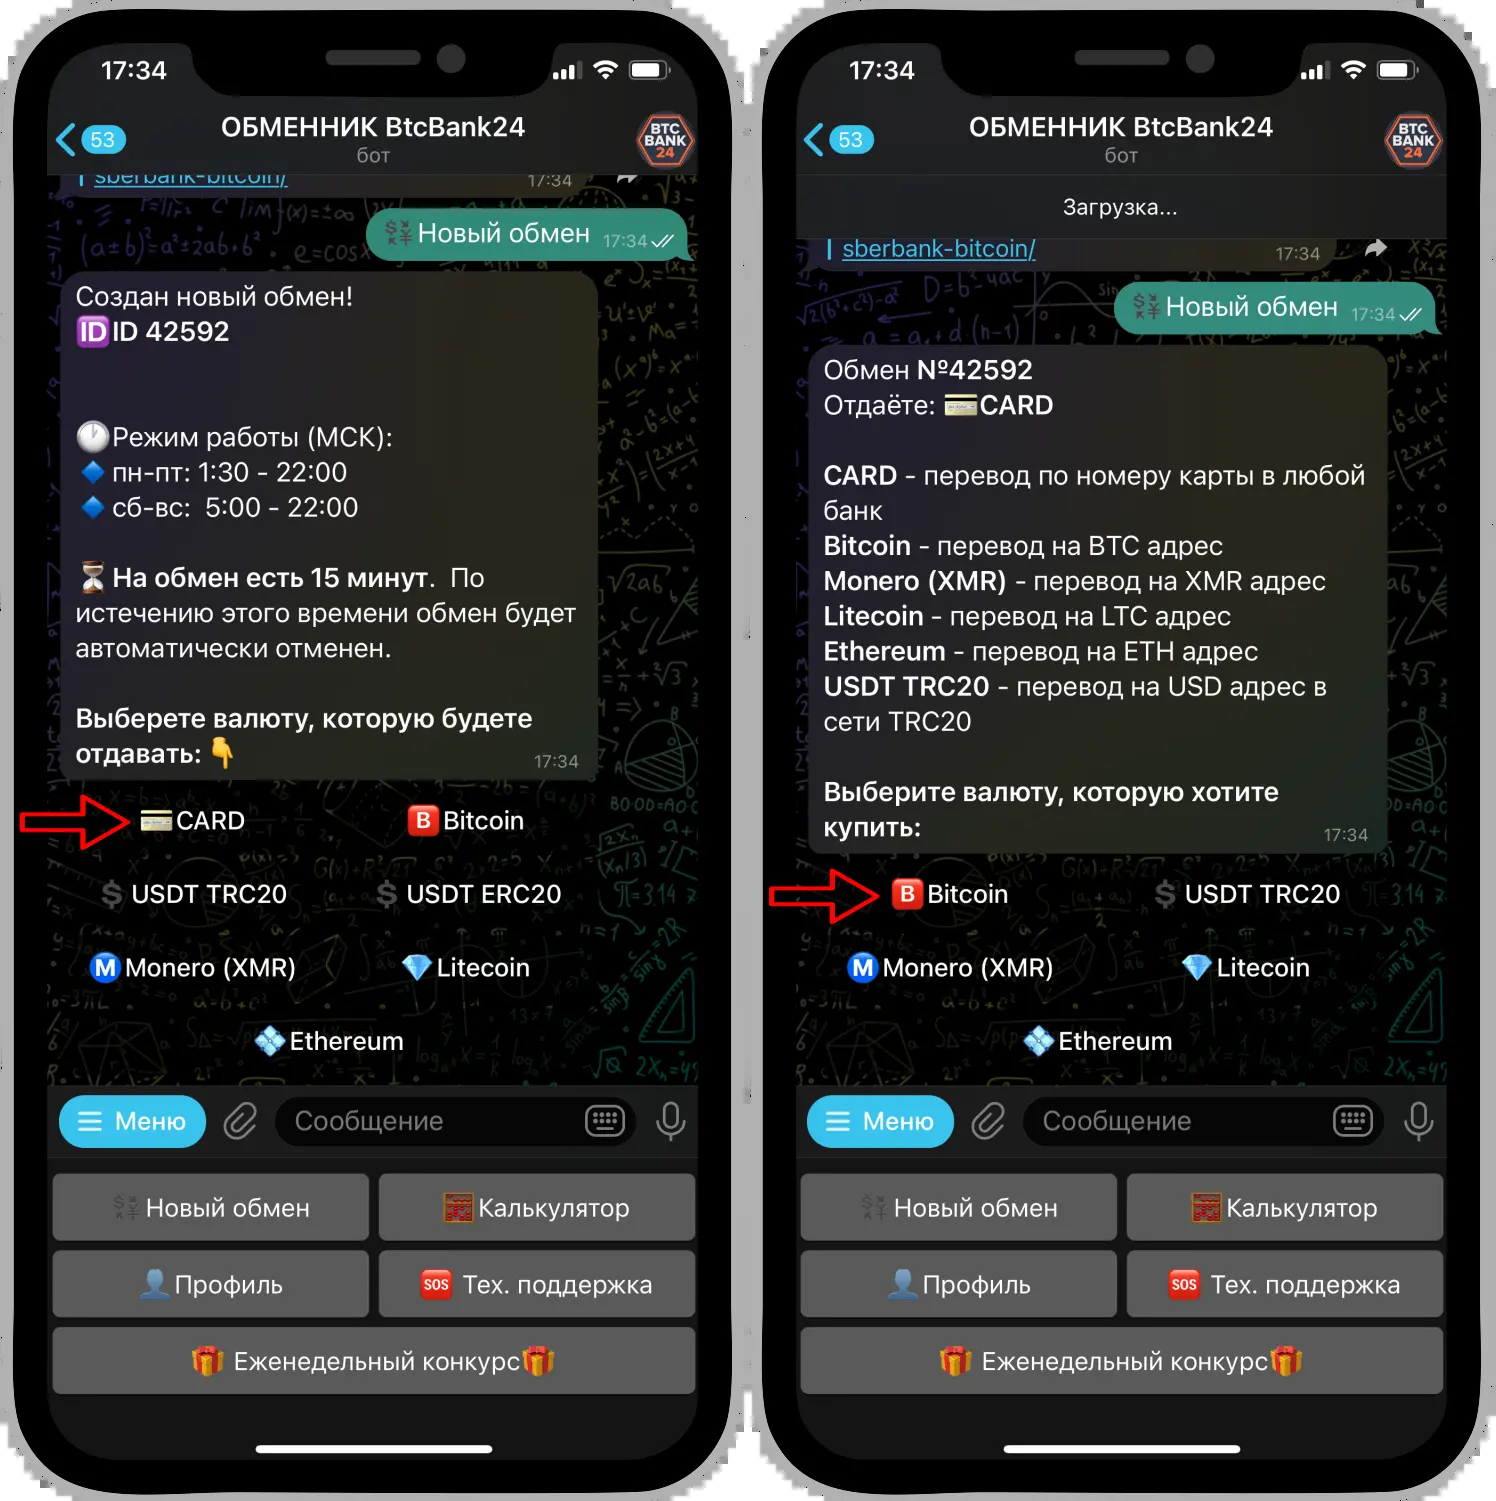 17:34
53
ОБМЕННИК BtcBank24
бот
BTC
BANK
24
sberbank-bitcoin/
17:34
Новый обмен 17:34
Создан новый обмен!
ID ID 42592
Режим работы (МСК):
пн-пт: 1:30 - 22:00
сб-вс: 5:00 - 22:00
На обмен есть 15 минут. По
истечению этого времени обмен будет
автоматически отменен.
Выберете валюту, которую будете
отдавать:
17:34
CARD
B Bitcoin
USDT TRC20
USDT ERC20
M Monero (XMR)
Litecoin
Ethereum
Меню
Сообщение
Новый обмен
Калькулятор
Профиль
SOS Тех. поддержка
Еженедельный конкурс
17:34
53
ОБМЕННИК BtcBank24
бот
BTC
BANK
24
Загрузка...
sberbank-bitcoin/
17:34
Новый обмен 17:34
Обмен №42592
Отдаёте: CARD
CARD - перевод по номеру карты в любой
банк
Bitcoin - перевод на BTC адрес
Monero (XMR) - перевод на XMR адрес
Litecoin - перевод на LTC адрес
Ethereum - перевод на ETH адрес
USDT TRC20 - перевод на USD адрес в
сети TRC20
Выберите валюту, которую хотите
купить:
17:34
B Bitcoin
USDT TRC20
M Monero (XMR)
Litecoin
Ethereum
Меню
Сообщение
Новый обмен
Калькулятор
Профиль
SOS Тех. поддержка
Еженедельный конкурс